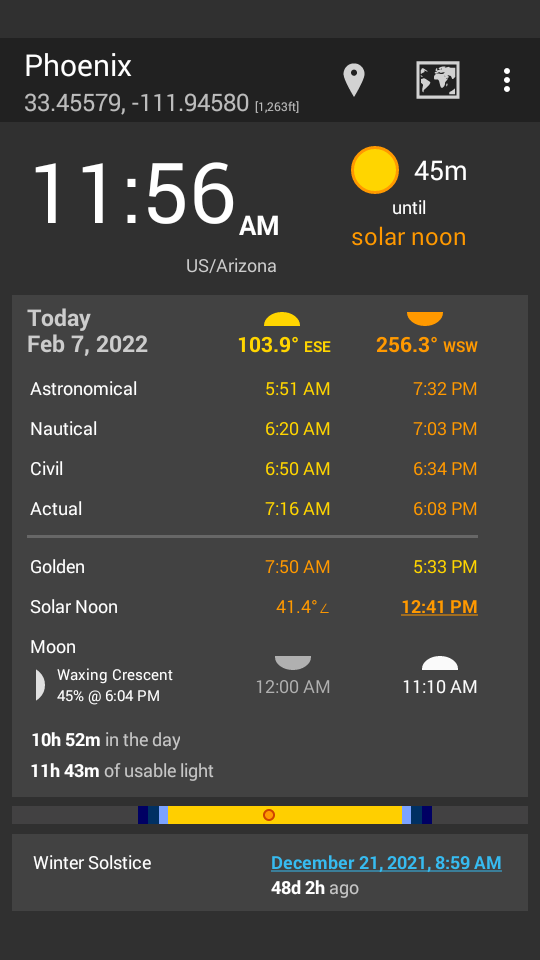 Phoenix
33.45579, -111.94580 [1,263ft]
11:56 AM
US/Arizona
45m
until
solar noon
Today
Feb 7, 2022
103.9° ESE 256.3° WSW
Astronomical 5:51 AM 7:32 PM
Nautical 6:20 AM 7:03 PM
Civil 6:50 AM 6:34 PM
Actual 7:16 AM 6:08 PM
Golden 7:50 AM 5:33 PM
Solar Noon 41.4°∠ 12:41 PM
Moon
Waxing Crescent
45% @ 6:04 PM
12:00 AM 11:10 AM
10h 52m in the day
11h 43m of usable light
Winter Solstice December 21, 2021, 8:59 AM
48d 2h ago